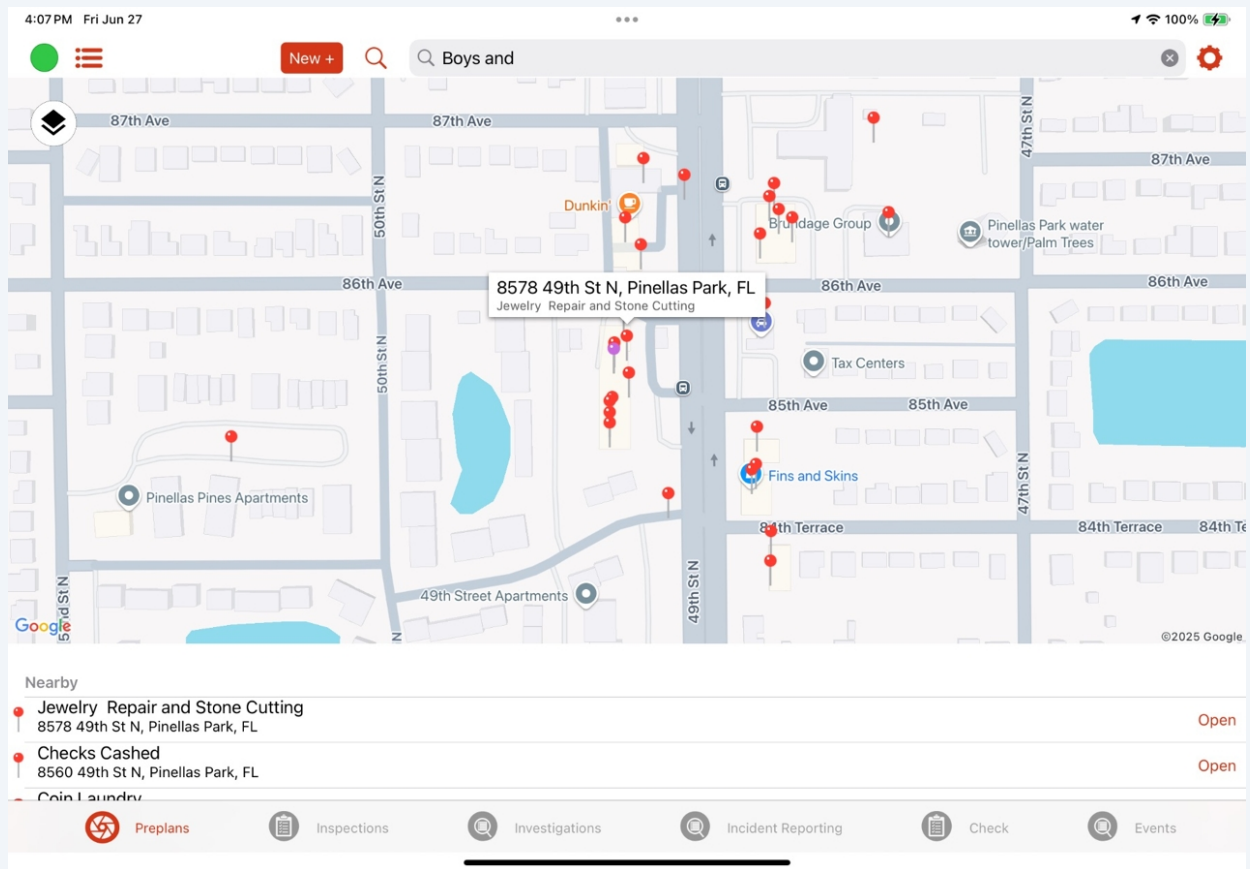 4:07 PM Fri Jun 27
100%
New +
Boys and
87th Ave
87th Ave
87th Ave
47th St N
50th St N
Dunkin'
Brundage Group
Pinellas Park water
tower/Palm Trees
86th Ave
86th Ave
86th Ave
8578 49th St N, Pinellas Park, FL
Jewelry Repair and Stone Cutting
50th St N
Tax Centers
85th Ave
85th Ave
47th St N
Pinellas Pines Apartments
Fins and Skins
84th Terrace
84th Terrace
84th Te
49th Street Apartments
49th St N
nd St N
N
Google
©2025 Google
Nearby
Jewelry Repair and Stone Cutting
8578 49th St N, Pinellas Park, FL
Open
Checks Cashed
8560 49th St N, Pinellas Park, FL
Open
Coin Laundry
Preplans
Inspections
Investigations
Incident Reporting
Check
Events